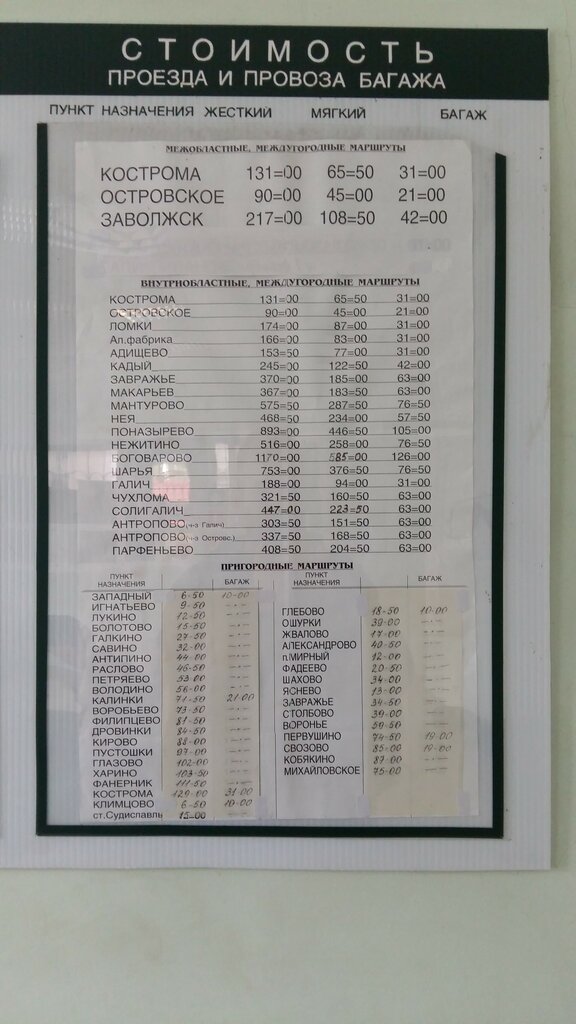 СТОИМОСТЬ
ПРОЕЗДА И ПРОВОЗА БАГАЖА
ПУНКТ НАЗНАЧЕНИЯ ЖЕСТКИЙ МЯГКИЙ БАГАЖ
МЕЖОБЛАСТНЫЕ, МЕЖДУГОРОДНЫЕ МАРШРУТЫ
КОСТРОМА 131=00 65=50 31=00
ОСТРОВСКОЕ 90=00 45=00 21=00
ЗАВОЛЖСК 217=00 108=50 42=00
ВНУТРИОБЛАСТНЫЕ, МЕЖДУГОРОДНЫЕ МАРШРУТЫ
КОСТРОМА 131=00 65=50 31=00
ОСТРОВСКОЕ 90=00 45=00 21=00
ЛОМКИ 174=00 87=00 31=00
Ал.фабрика 166=00 83=00 31=00
АДИЩЕВО 153=50 77=00 31=00
КАДЫЙ 245=00 122=50 42=00
ЗАВРАЖЬЕ 370=00 185=00 63=00
МАКАРЬЕВ 367=00 183=50 63=00
МАНТУРОВО 575=50 287=50 76=50
НЕЯ 468=50 234=00 57=50
ПОНАЗЫРЕВО 893=00 446=50 105=00
НЕЖИТИНО 516=00 258=00 76=50
БОГОВАРОВО 1170=00 585=00 126=00
ШАРЬЯ 753=00 376=50 76=50
ГАЛИЧ 188=00 94=00 31=00
ЧУХЛОМА 321=50 160=50 63=00
СОЛИГАЛИЧ 447=00 223=50 63=00
АНТРОПОВО (ч-з Галич) 303=50 151=50 63=00
АНТРОПОВО (ч-з Островс.) 337=50 168=50 63=00
ПАРФЕНЬЕВО 408=50 204=50 63=00
ПРИГОРОДНЫЕ МАРШРУТЫ
ПУНКТ НАЗНАЧЕНИЯ БАГАЖ
ЗАПАДНЫЙ 6-50 10-00
ИГНАТЬЕВО 9-50 -·-
ЛУКИНО 12-50 -·-
БОЛОТОВО 15-50 -·-
ГАЛКИНО 27-50 -·-
САВИНО 32-00 -·-
АНТИПИНО 44-00 -·-
РАСЛОВО 46-50 -·-
ПЕТРЯЕВО 53-00 -·-
ВОЛОДИНО 56-00 -·-
КАЛИНКИ 71-50 21-00
ВОРОБЬЕВО 73-50 -·-
ФИЛИПЦЕВО 81-50 -·-
ДРОВИНКИ 84-50 -·-
КИРОВО 88-00 -·-
ПУСТОШКИ 97-00 -·-
ГЛАЗОВО 102-00 -·-
ХАРИНО 103-50 -·-
ФАНЕРНИК 111-50 -·-
КОСТРОМА 120-00 31-00
КЛИМЦОВО 6-50 10-00
ст.Судиславль 15=00 -·-
ПУНКТ НАЗНАЧЕНИЯ БАГАЖ
ГЛЕБОВО 18-50 10-00
ОШУРКИ 39-00 -·-
ЖВАЛОВО 17-00 -·-
АЛЕКСАНДРОВО 40-50 -·-
п.МИРНЫЙ 12-00 -·-
ФАДЕЕВО 20-50 -·-
ШАХОВО 34-00 -·-
ЯСНЕВО 13-00 -·-
ЗАВРАЖЬЕ 34-50 -·-
СТОЛБОВО 39-00 -·-
ВОРОНЬЕ 50-50 -·-
ПЕРВУШИНО 74-50 19-00
СВОЗОВО 85-00 19-00
КОБЯКИНО 87-00 -·-
МИХАЙЛОВСКОЕ 75-00 -·-